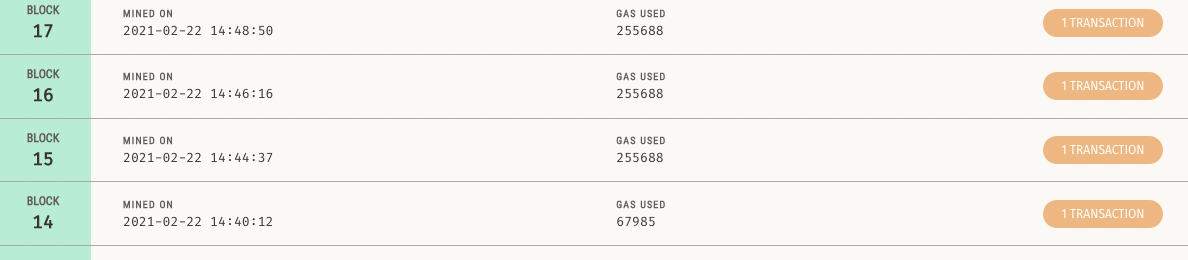 BLOCK
17
MINED ON
2021-02-22 14:48:50
GAS USED
255688
1 TRANSACTION
BLOCK
16
MINED ON
2021-02-22 14:46:16
GAS USED
255688
1 TRANSACTION
BLOCK
15
MINED ON
2021-02-22 14:44:37
GAS USED
255688
1 TRANSACTION
BLOCK
14
MINED ON
2021-02-22 14:40:12
GAS USED
67985
1 TRANSACTION